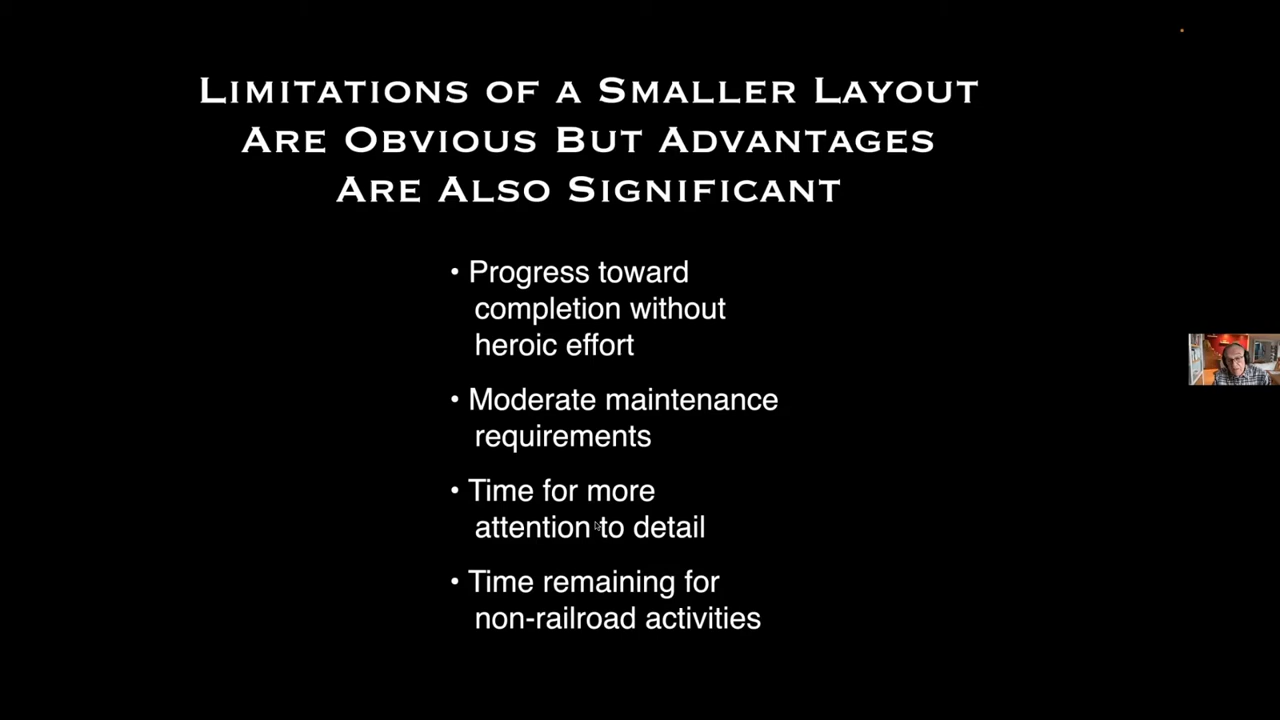 Limitations of a Smaller Layout
Are Obvious But Advantages
Are Also Significant
• Progress toward
completion without
heroic effort
• Moderate maintenance
requirements
• Time for more
attention to detail
• Time remaining for
non-railroad activities